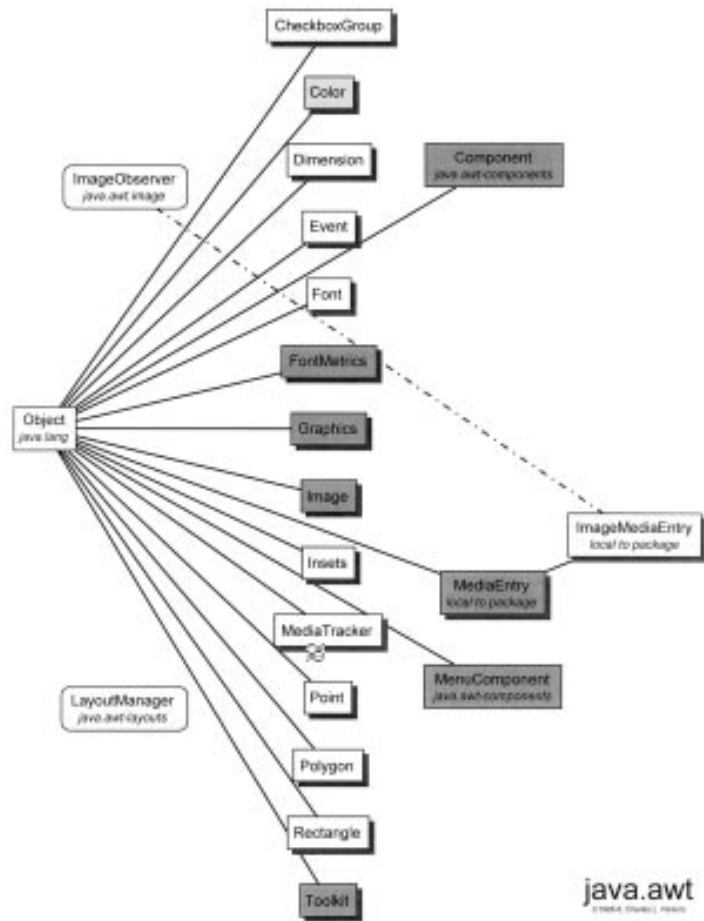 CheckboxGroup
Color
Dimension
Component
java.awt-components
ImageObserver
java.awt.image
Event
Font
FontMetrics
Object
java.lang
Graphics
Image
ImageMediaEntry
local to package
Insets
MediaEntry
local to package
MediaTracker
MenuComponent
java.awt-components
LayoutManager
java.awt-layouts
Point
Polygon
Rectangle
Toolkit
java.awt